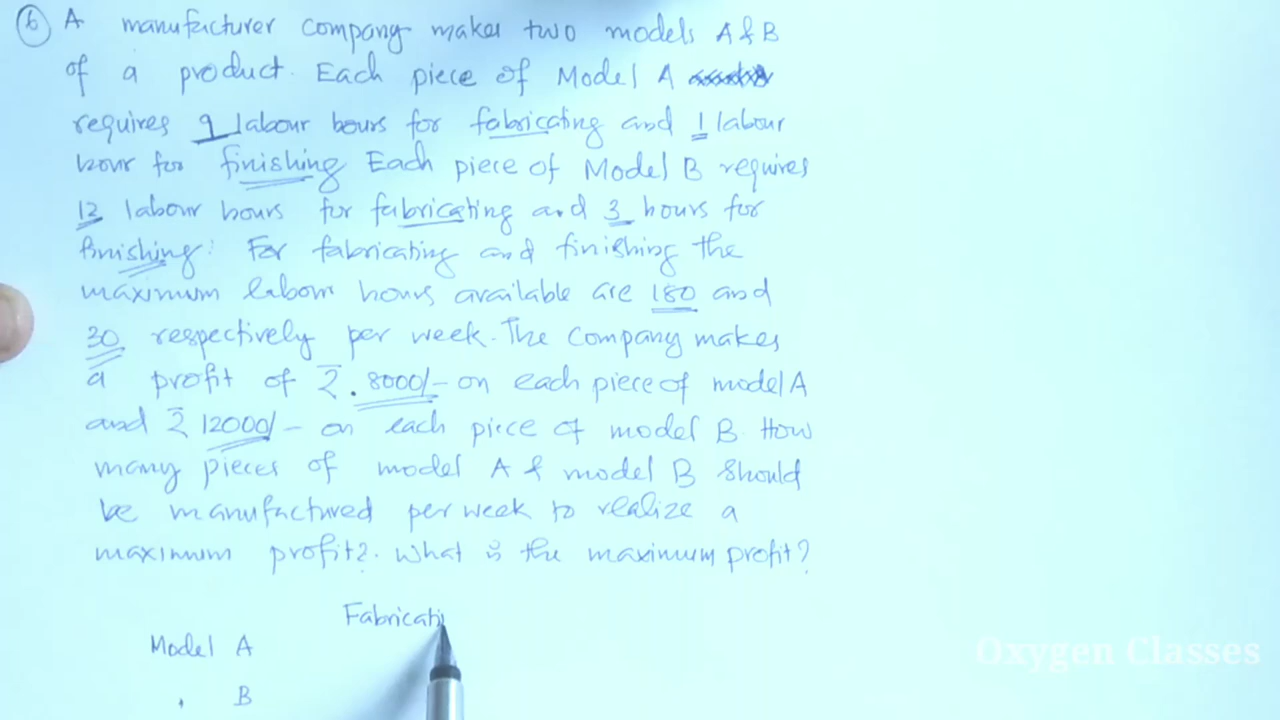 6 A manufacturer company makes two models A & B
of a product. Each piece of Model A
requires 9 labour hours for fabricating and 1 labour
hour for finishing Each piece of Model B requires
12 labour hours for fabricating and 3 hours for
finishing. For fabricating and finishing the
maximum labour hours available are 180 and
30 respectively per week. The Company makes
a profit of ₹. 8000/- on each piece of model A
and ₹ 12000/- on each piece of model B. How
many pieces of model A & model B should
be manufactured per week to realize a
maximum profit?. What is the maximum profit?
Fabricati
Model A
B
Oxygen Classes